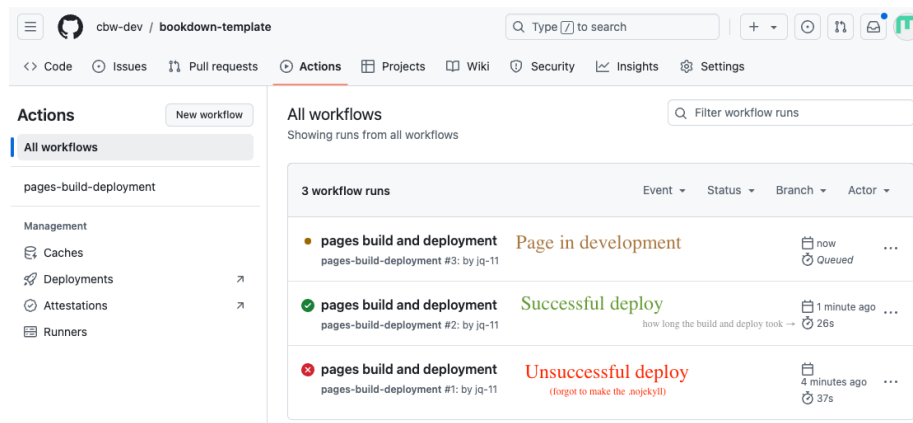 cbw-dev / bookdown-template
Type / to search
Code
Issues
Pull requests
Actions
Projects
Wiki
Security
Insights
Settings
Actions
New workflow
All workflows
pages-build-deployment
Management
Caches
Deployments
Attestations
Runners
All workflows
Showing runs from all workflows
Filter workflow runs
3 workflow runs
Event
Status
Branch
Actor
pages build and deployment
pages-build-deployment #3: by jq-11
Page in development
now
Queued
pages build and deployment
pages-build-deployment #2: by jq-11
Successful deploy
how long the build and deploy took →
1 minute ago
26s
pages build and deployment
pages-build-deployment #1: by jq-11
Unsuccessful deploy
(forgot to make the .nojekyll)
4 minutes ago
37s